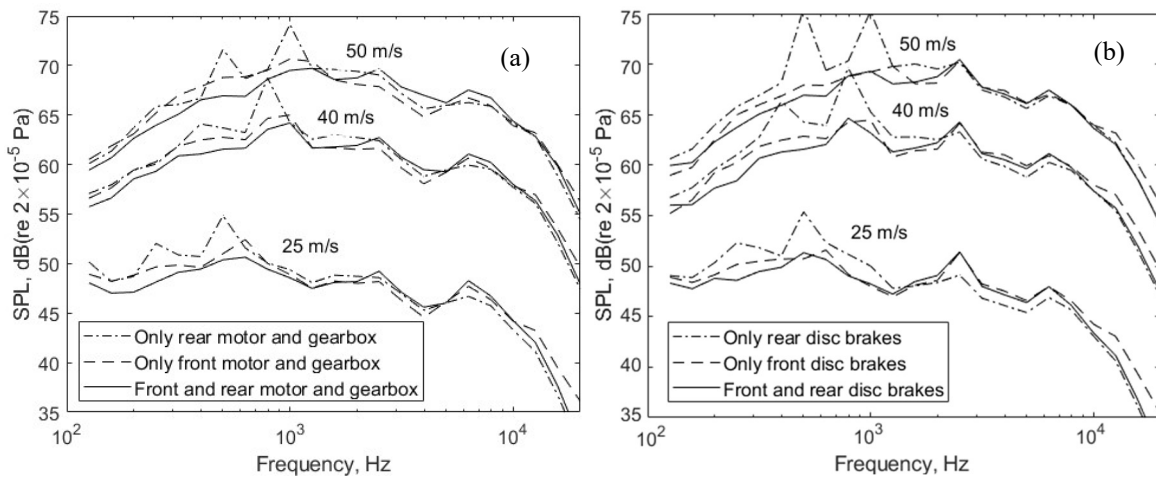 75
70
65
60
55
50
45
40
35
SPL, dB(re 2×10⁻⁵ Pa)
50 m/s
(a)
40 m/s
25 m/s
Only rear motor and gearbox
Only front motor and gearbox
Front and rear motor and gearbox
10²
10³
10⁴
Frequency, Hz
75
70
65
60
55
50
45
40
35
SPL, dB(re 2×10⁻⁵ Pa)
50 m/s
(b)
40 m/s
25 m/s
Only rear disc brakes
Only front disc brakes
Front and rear disc brakes
10²
10³
10⁴
Frequency, Hz